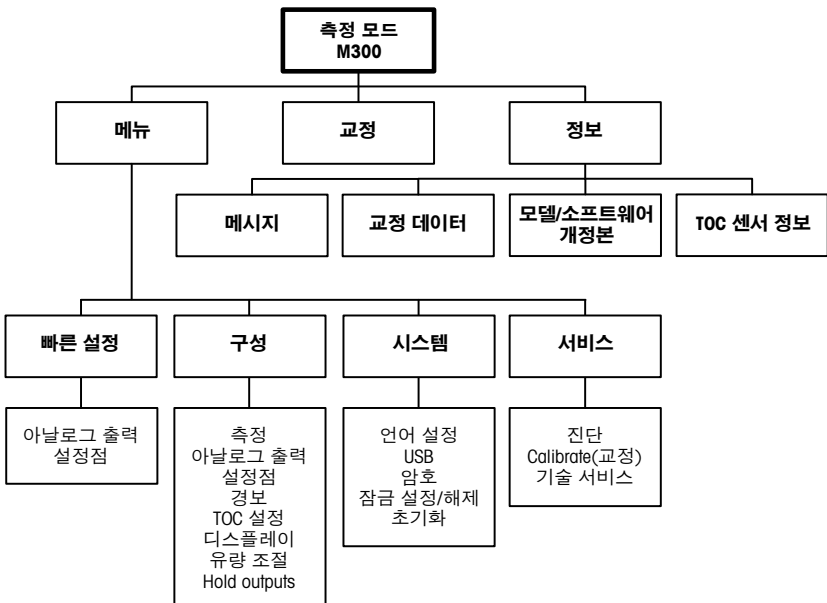 측정 모드
M300
메뉴
교정
정보
메시지
교정 데이터
모델/소프트웨어
개정본
TOC 센서 정보
빠른 설정
구성
시스템
서비스
아날로그 출력
설정점
측정
아날로그 출력
설정점
경보
TOC 설정
디스플레이
유량 조절
Hold outputs
언어 설정
USB
암호
잠금 설정/해제
초기화
진단
Calibrate(교정)
기술 서비스